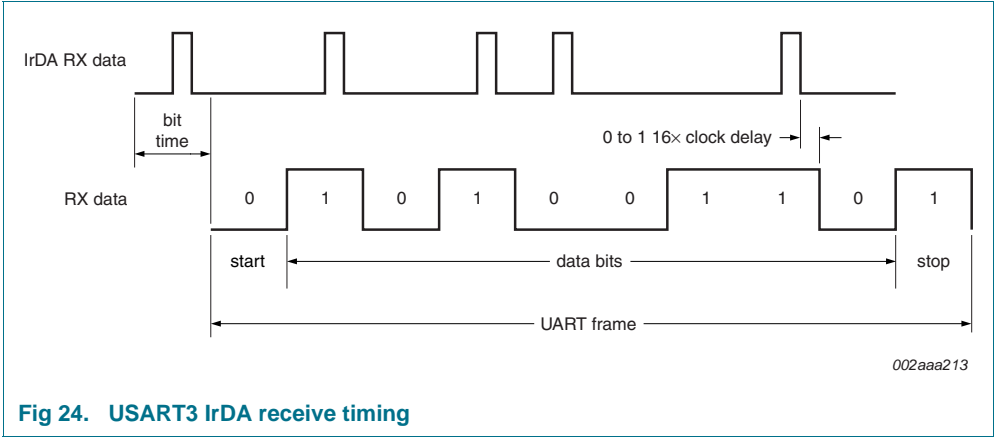 IrDA RX data
bit
time
0 to 1 16× clock delay
RX data
0 1 0 1 0 0 1 1 0 1
start
data bits
stop
UART frame
002aaa213
Fig 24. USART3 IrDA receive timing